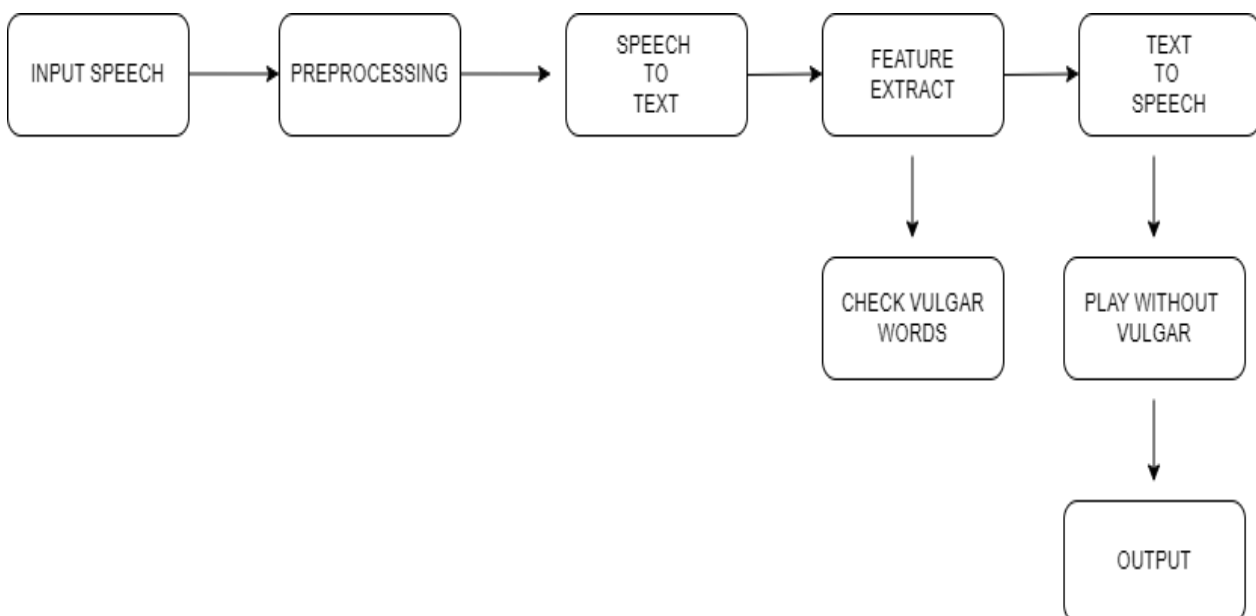 INPUT SPEECH
PREPROCESSING
SPEECH
TO
TEXT
FEATURE
EXTRACT
TEXT
TO
SPEECH
CHECK VULGAR
WORDS
PLAY WITHOUT
VULGAR
OUTPUT